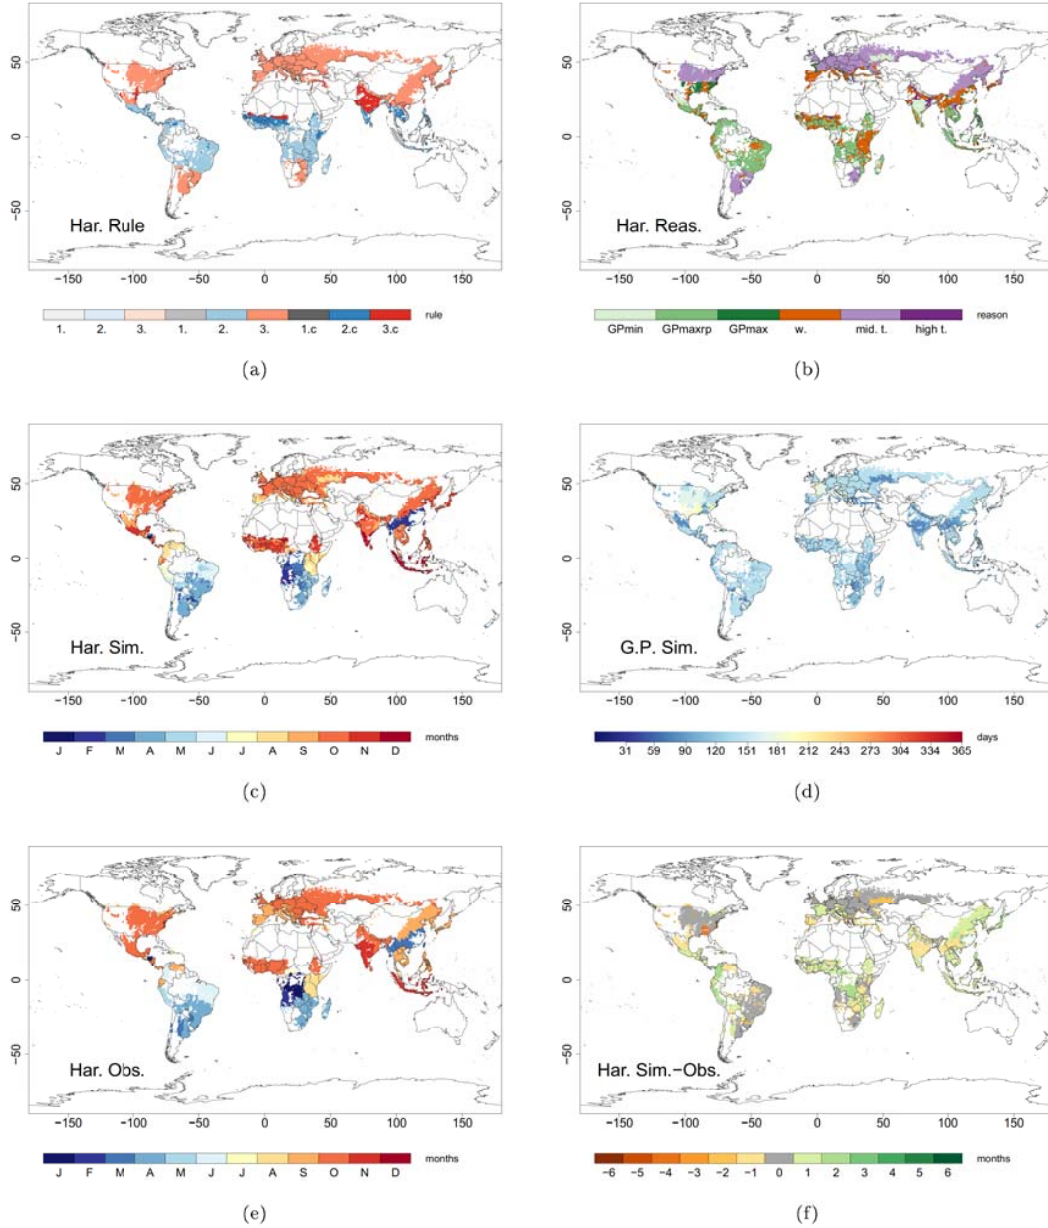 50
0
−50
Har. Rule
−150 −100 −50 0 50 100 150
1. 2. 3. 1. 2. 3. 1.c 2.c 3.c rule
(a)
50
0
−50
Har. Reas.
−150 −100 −50 0 50 100 150
GPmin GPmaxrp GPmax w. mid. t. high t. reason
(b)
50
0
−50
Har. Sim.
−150 −100 −50 0 50 100 150
J F M A M J J A S O N D months
(c)
50
0
−50
G.P. Sim.
−150 −100 −50 0 50 100 150
31 59 90 120 151 181 212 243 273 304 334 365 days
(d)
50
0
−50
Har. Obs.
−150 −100 −50 0 50 100 150
J F M A M J J A S O N D months
(e)
50
0
−50
Har. Sim.−Obs.
−150 −100 −50 0 50 100 150
−6 −5 −4 −3 −2 −1 0 1 2 3 4 5 6 months
(f)